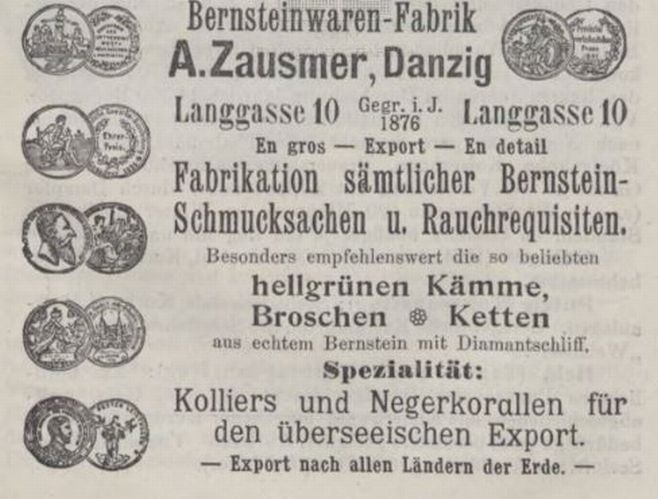 Bernsteinwaren-Fabrik
A. Zausmer, Danzig
Langgasse 10 Gegr. i. J. 1876 Langgasse 10
En gros — Export — En detail
Fabrikation sämtlicher Bernstein-
Schmucksachen u. Rauchrequisiten.
Besonders empfehlenswert die so beliebten
hellgrünen Kämme,
Broschen ❁ Ketten
aus echtem Bernstein mit Diamantschliff.
Spezialität:
Kolliers und Negerkorallen für
den überseeischen Export.
— Export nach allen Ländern der Erde. —